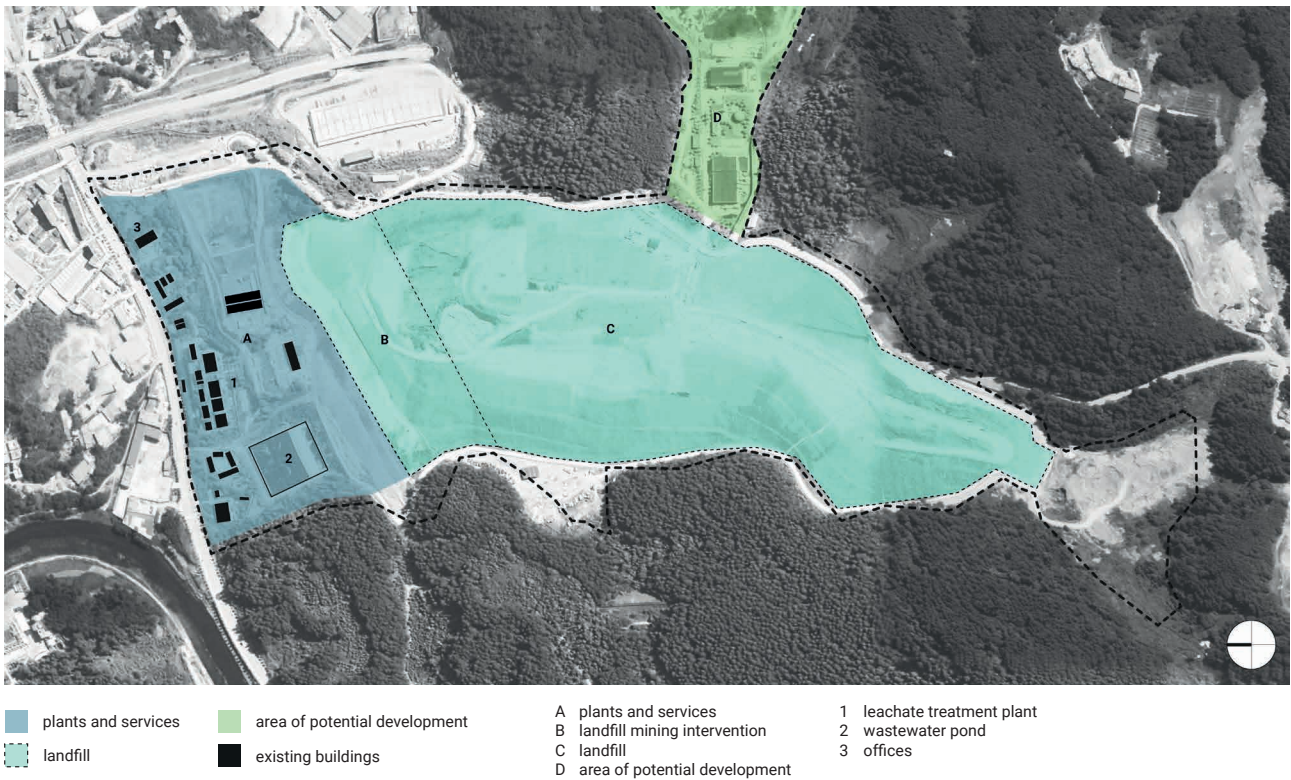 D
3
A
B
C
1
2
plants and services
landfill
area of potential development
existing buildings
A plants and services
B landfill mining intervention
C landfill
D area of potential development
1 leachate treatment plant
2 wastewater pond
3 offices